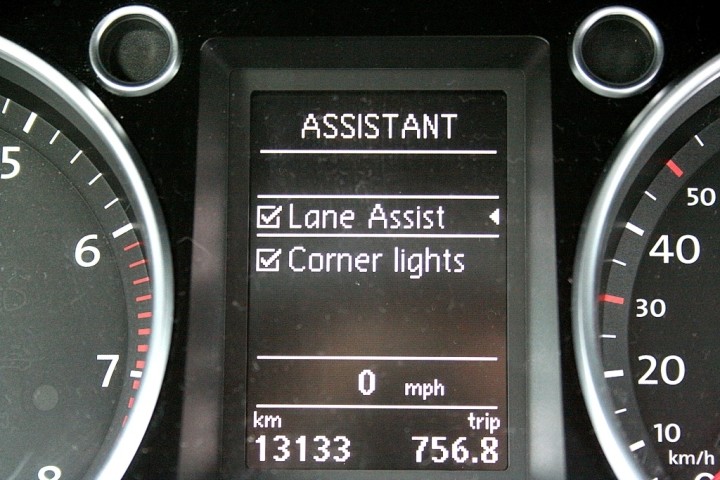 ASSISTANT
Lane Assist
Corner lights
0 mph
km trip
13133 756.8
5
6
7
8
50
40
30
20
10
km/h